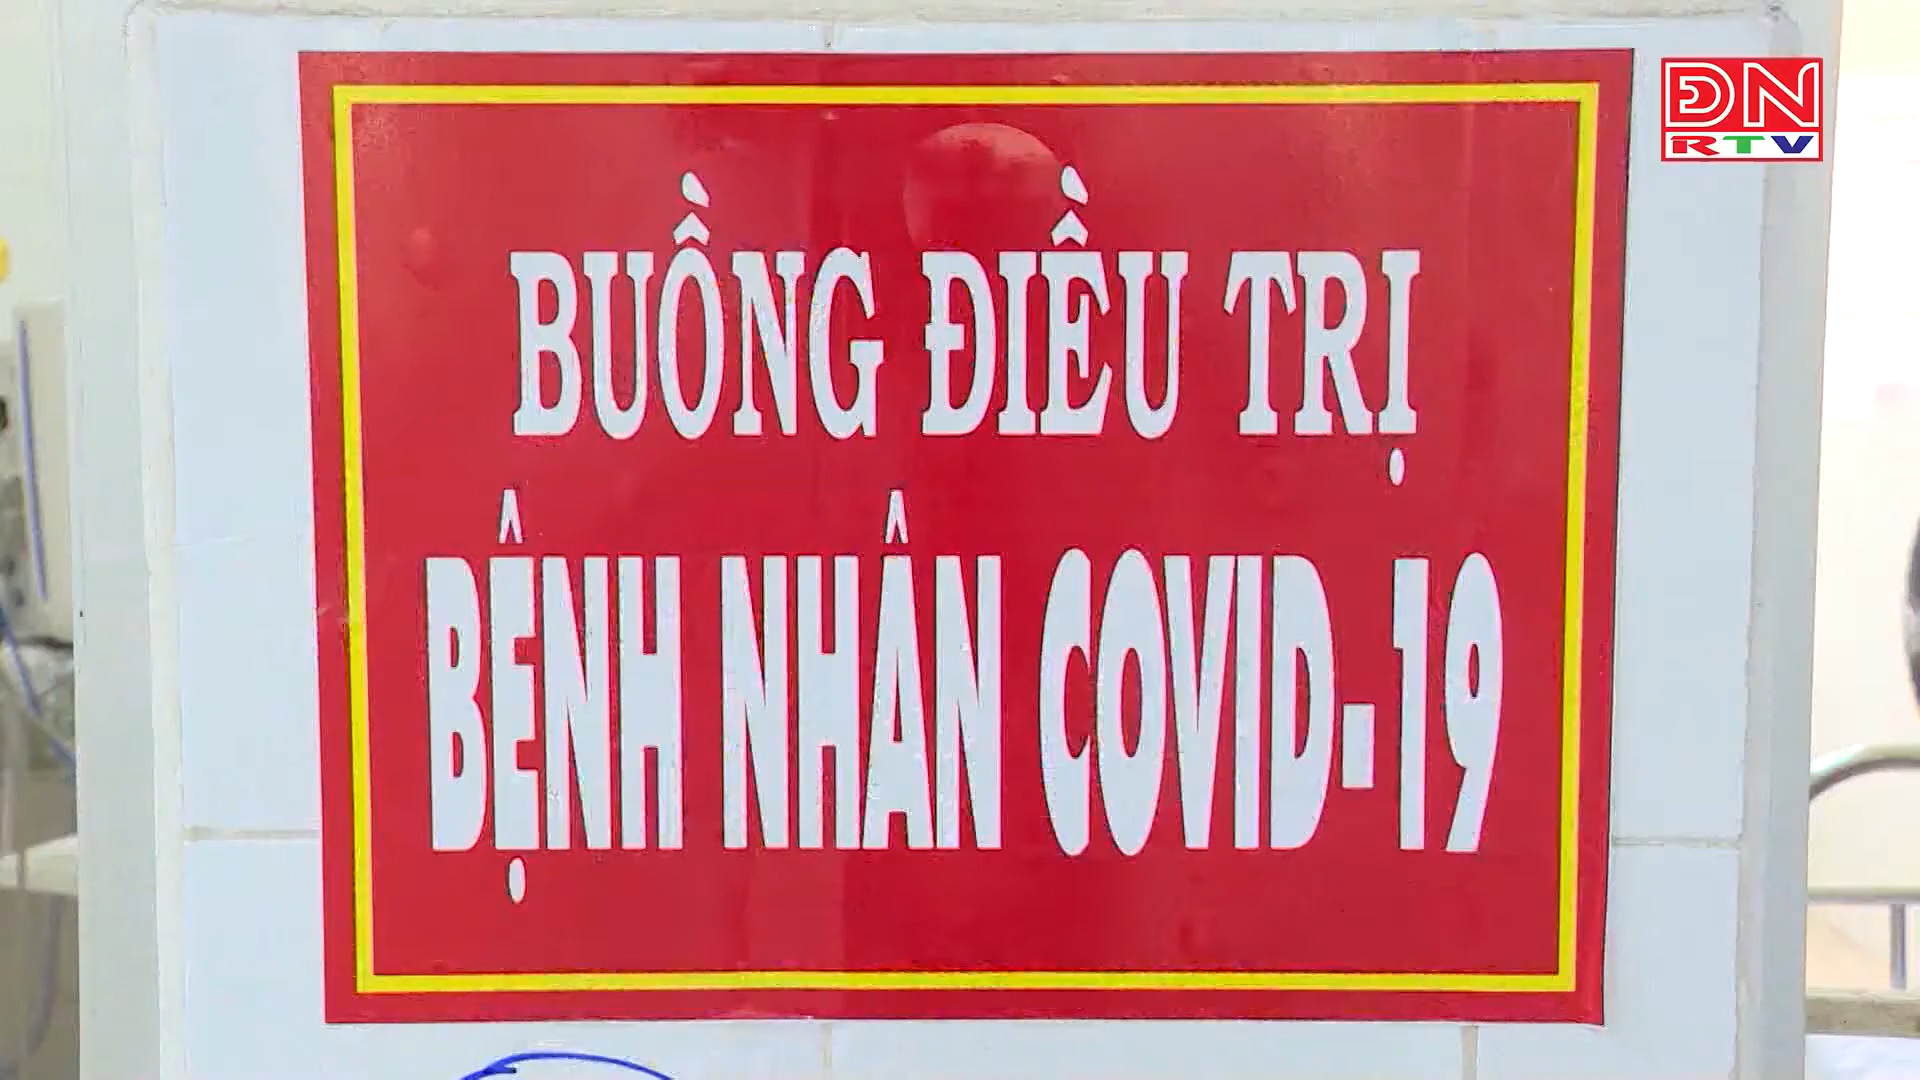 ĐN
RTV
BUỒNG ĐIỀU TRỊ
BỆNH NHÂN COVID-19